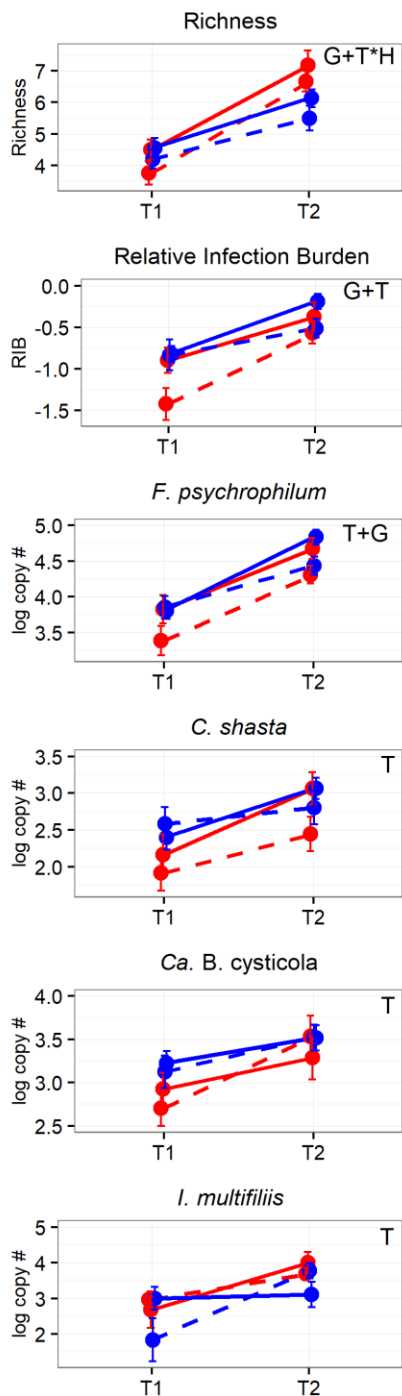 Richness
G+T*H
Richness
7
6
5
4
T1 T2
Relative Infection Burden
G+T
RIB
0.0
-0.5
-1.0
-1.5
T1 T2
F. psychrophilum
T+G
log copy #
5.0
4.5
4.0
3.5
T1 T2
C. shasta
T
log copy #
3.5
3.0
2.5
2.0
T1 T2
Ca. B. cysticola
T
log copy #
4.0
3.5
3.0
2.5
T1 T2
I. multifiliis
T
log copy #
5
4
3
2
T1 T2